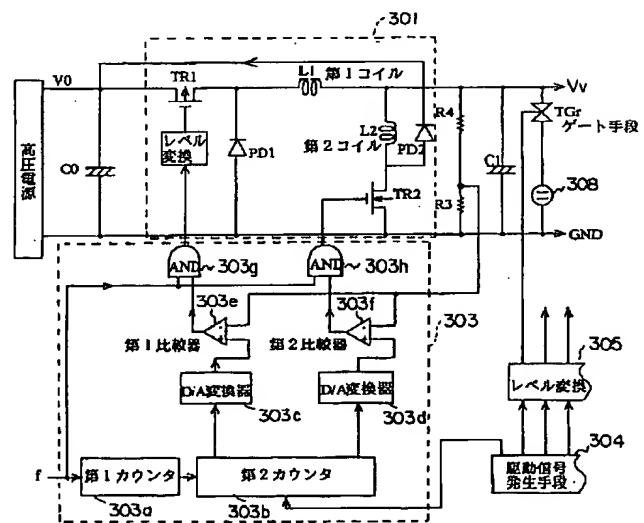 301
V0
TR1
L1 第1コイル
Vv
TGr
ゲート手段
R4
L2
第2コイル
レベル
変換
PD1
PD2
C1
高圧電源
C0
TR2
R3
308
GND
AND
303g
AND
303h
303e
303f
第1比較器
第2比較器
303
305
D/A変換器
303c
D/A変換器
303d
レベル変換
304
f
第1カウンタ
303a
第2カウンタ
303b
駆動信号
発生手段